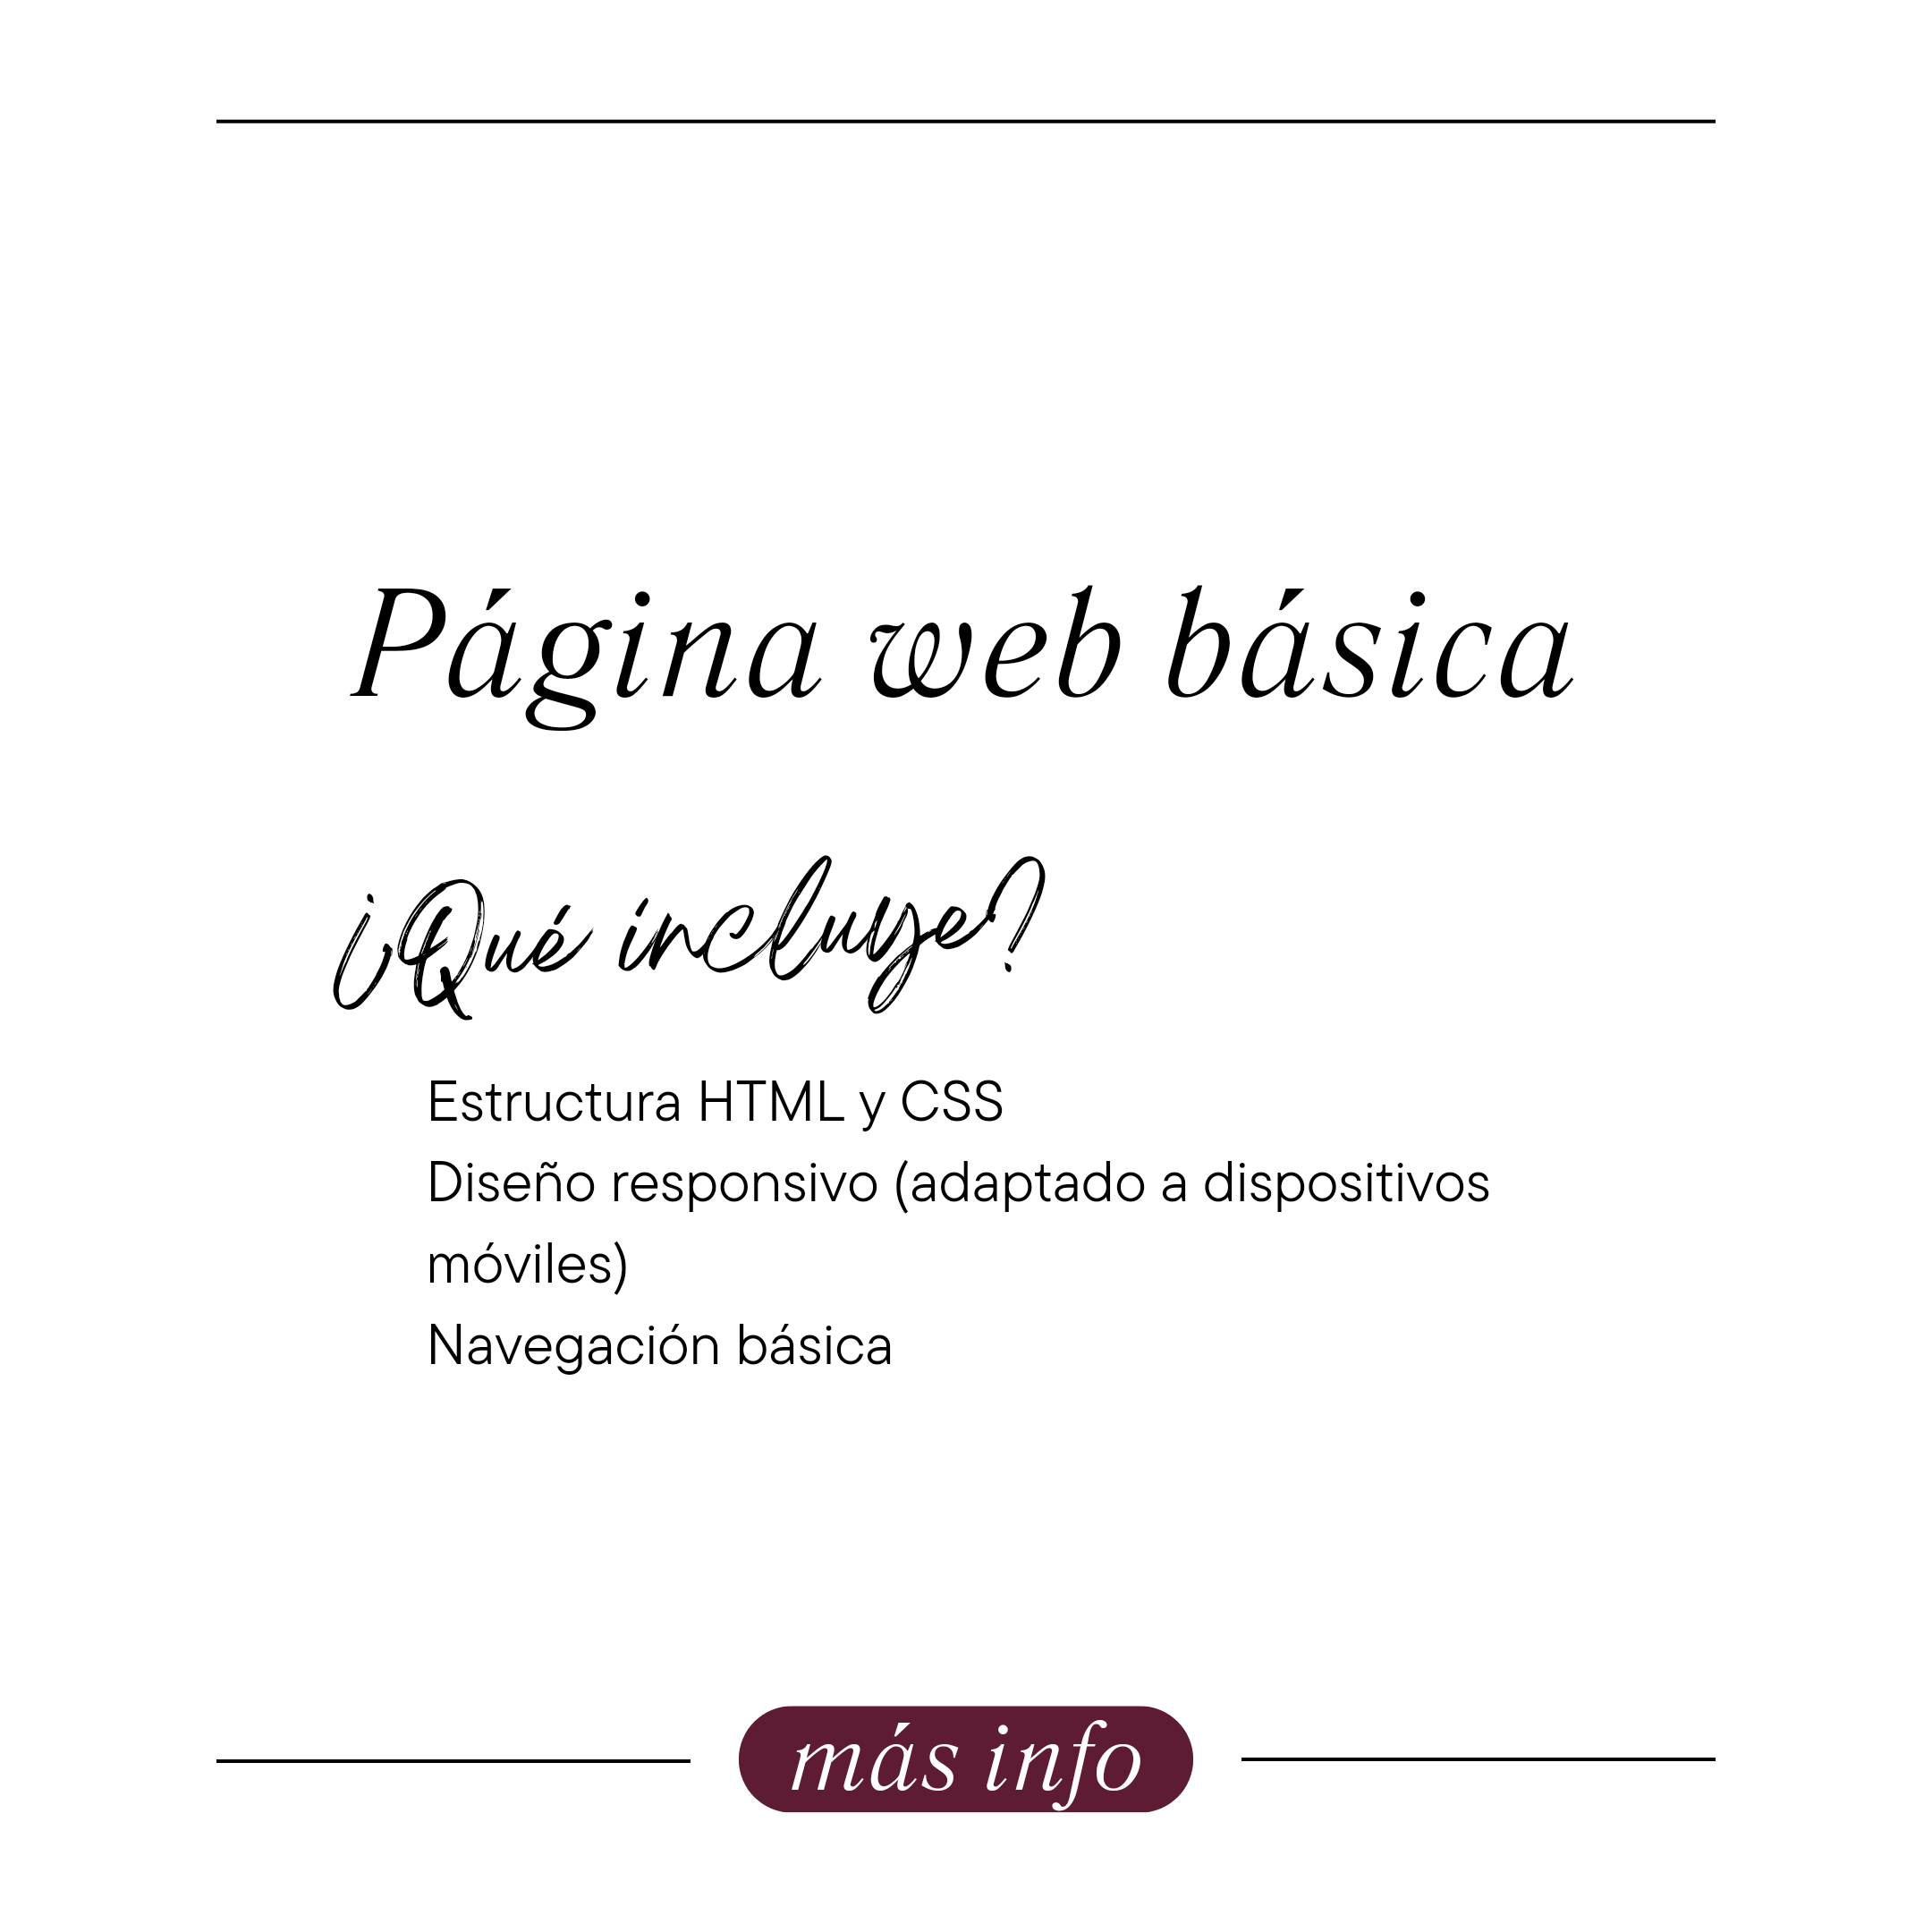 Página web básica
¿Qué incluye?
Estructura HTML y CSS
Diseño responsivo (adaptado a dispositivos
móviles)
Navegación básica
más info